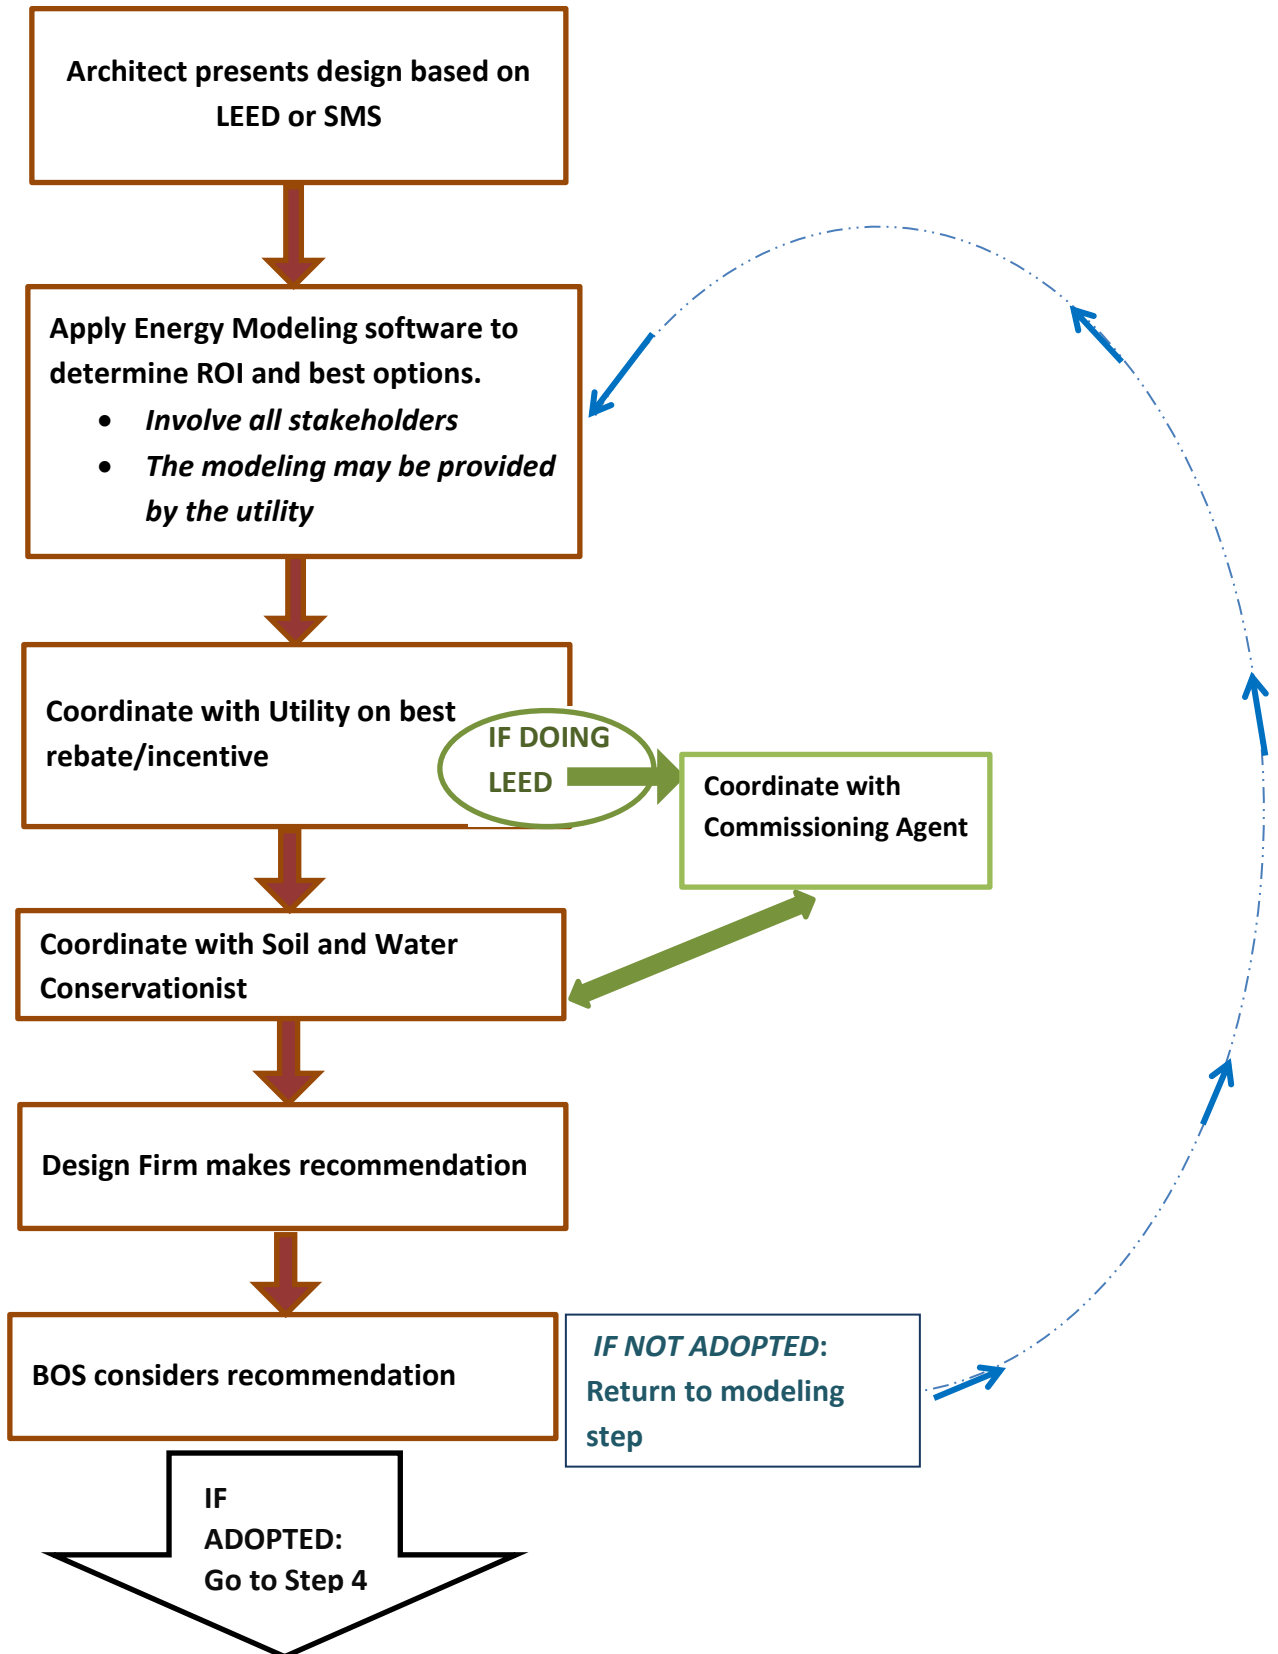 Architect presents design based on
LEED or SMS
Apply Energy Modeling software to
determine ROI and best options.
• Involve all stakeholders
• The modeling may be provided
by the utility
Coordinate with Utility on best
rebate/incentive
IF DOING
LEED
Coordinate with
Commissioning Agent
Coordinate with Soil and Water
Conservationist
Design Firm makes recommendation
BOS considers recommendation
IF NOT ADOPTED:
Return to modeling
step
IF
ADOPTED:
Go to Step 4